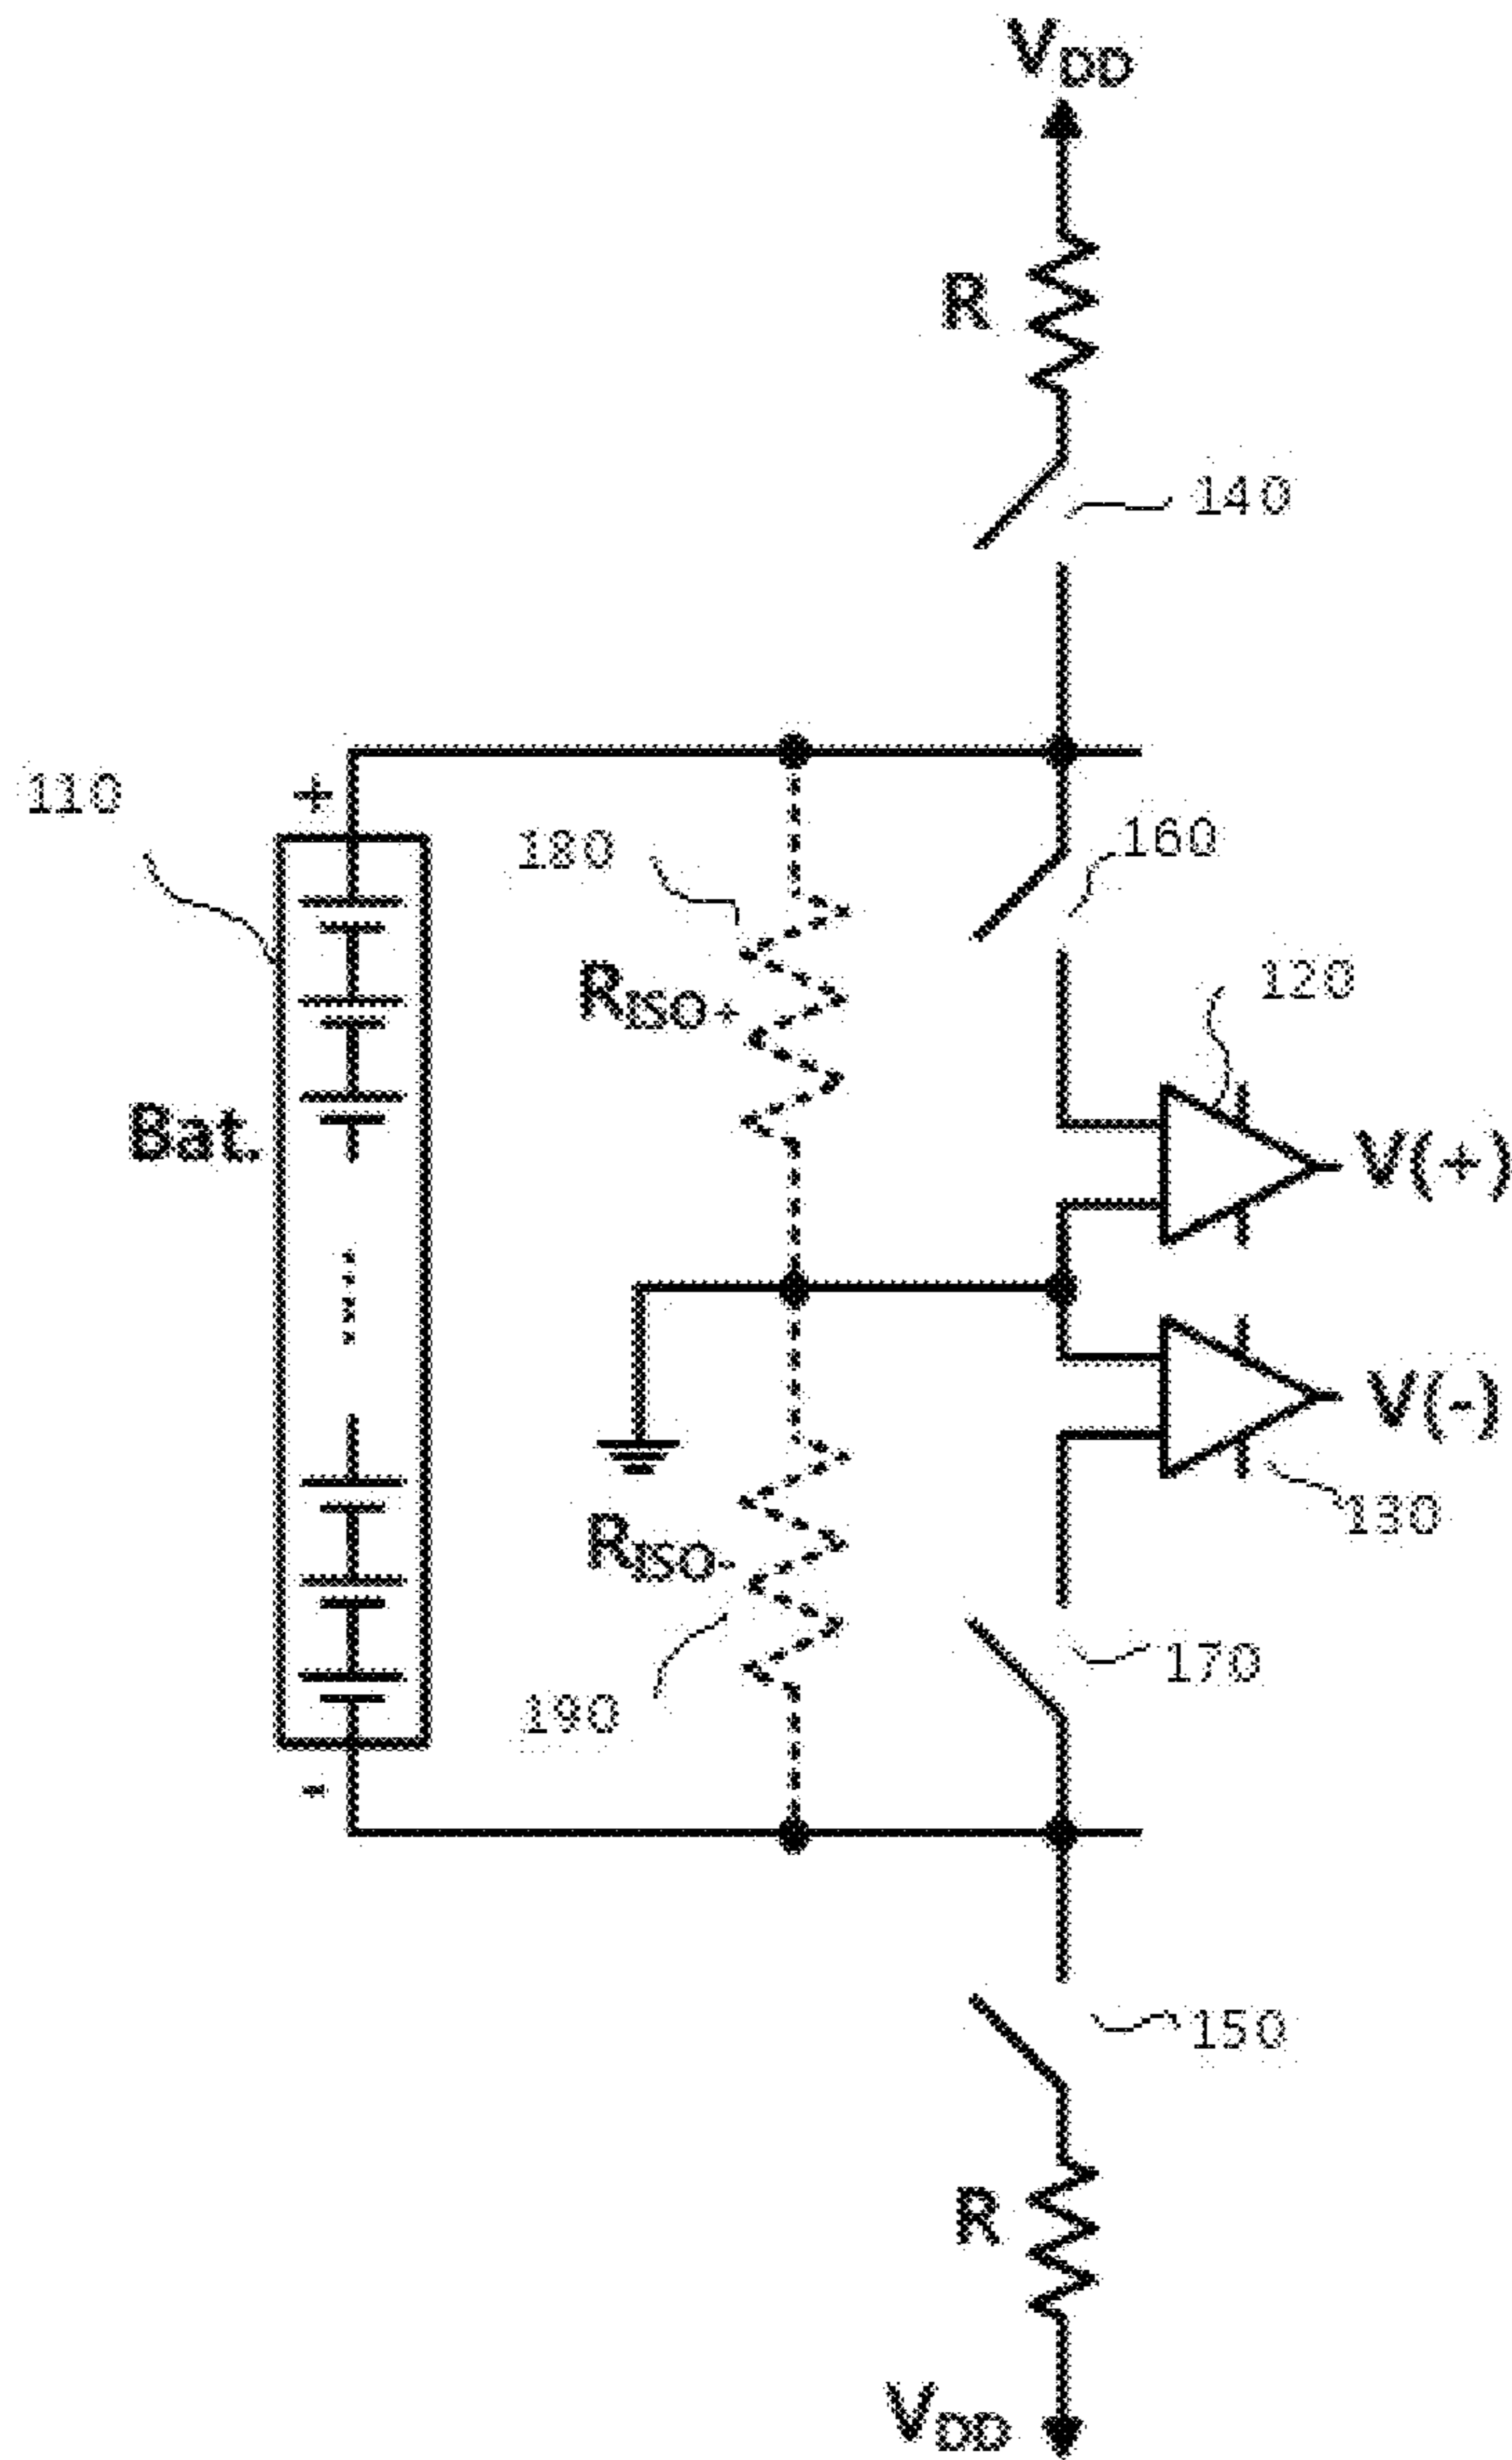 VDD
R
140
+
110
180
160
RISO+
120
Bat.
V(+)
V(-)
RISO-
130
170
190
-
150
R
VDD